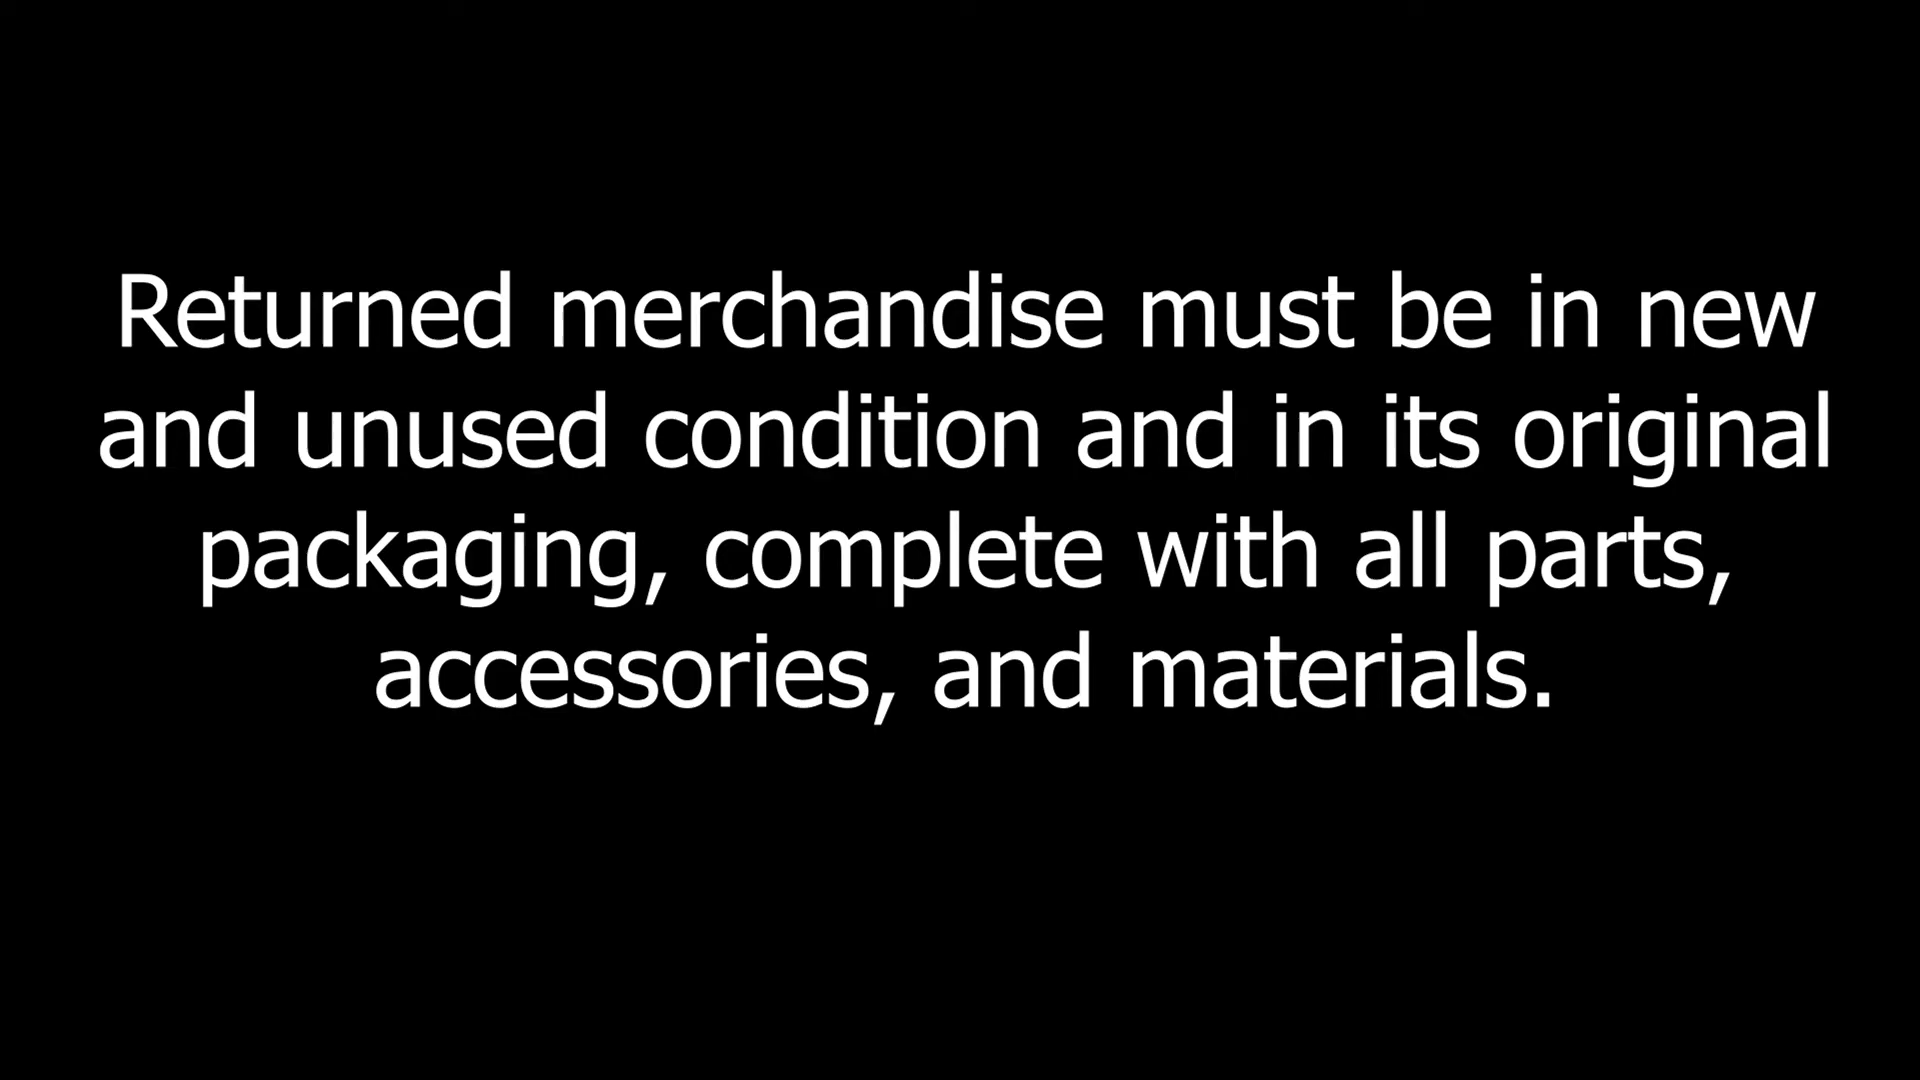 Returned merchandise must be in new
and unused condition and in its original
packaging, complete with all parts,
accessories, and materials.